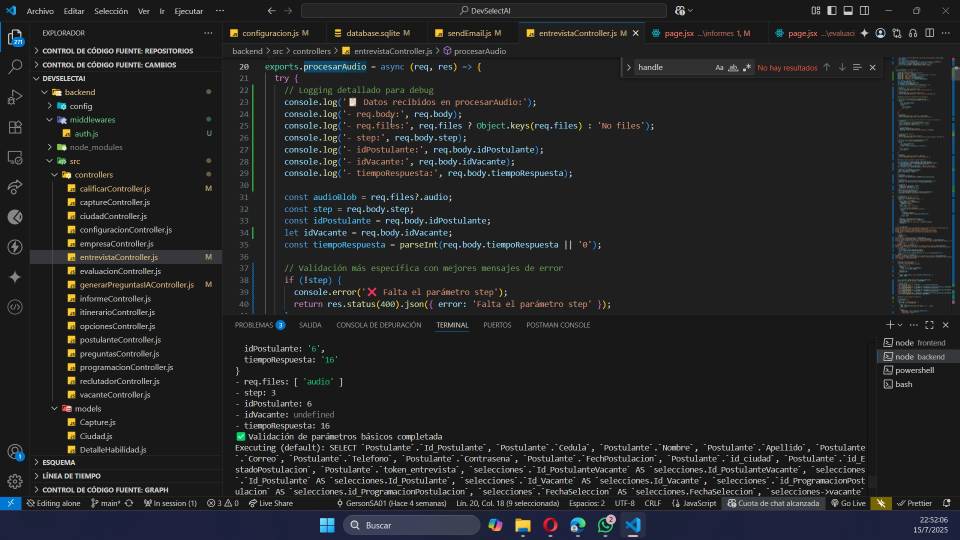 Archivo Editar Selección Ver Ir Ejecutar ··· DevSelectAI
EXPLORADOR ···
CONTROL DE CÓDIGO FUENTE: REPOSITORIOS
CONTROL DE CÓDIGO FUENTE: CAMBIOS
DEVSELECTAI
backend
config
middlewares
auth.js U
node_modules
src
controllers
calificarController.js M
captureController.js
ciudadController.js
configuracionController.js
empresaController.js
entrevistaController.js M
evaluacionController.js
generarPreguntasIAController.js M
informeController.js
itinerarioController.js
opcionesController.js
postulanteController.js
preguntasController.js
programacionController.js
reclutadorController.js
vacanteController.js
models
Capture.js
Ciudad.js
DetalleHabilidad.js
ESQUEMA
LÍNEA DE TIEMPO
CONTROL DE CÓDIGO FUENTE: GRAPH
271
1
configuracion.js database.sqlite sendEmail.js entrevistaController.js M page.jsx ...\informes 1, M page.jsx ...\evaluaci
backend > src > controllers > entrevistaController.js > procesarAudio
handle Aa ab .* No hay resultados
20 exports.procesarAudio = async (req, res) => {
21 try {
22 // Logging detallado para debug
23 console.log('📋 Datos recibidos en procesarAudio:');
24 console.log('- req.body:', req.body);
25 console.log('- req.files:', req.files ? Object.keys(req.files) : 'No files');
26 console.log('- step:', req.body.step);
27 console.log('- idPostulante:', req.body.idPostulante);
28 console.log('- idVacante:', req.body.idVacante);
29 console.log('- tiempoRespuesta:', req.body.tiempoRespuesta);
30
31 const audioBlob = req.files?.audio;
32 const step = req.body.step;
33 const idPostulante = req.body.idPostulante;
34 let idVacante = req.body.idVacante;
35 const tiempoRespuesta = parseInt(req.body.tiempoRespuesta || '0');
36
37 // Validación más específica con mejores mensajes de error
38 if (!step) {
39 console.error('❌ Falta el parámetro step');
40 return res.status(400).json({ error: 'Falta el parámetro step' });
PROBLEMAS 3 SALIDA CONSOLA DE DEPURACIÓN TERMINAL PUERTOS POSTMAN CONSOLE
idPostulante: '6',
tiempoRespuesta: '16'
}
- req.files: [ 'audio' ]
- step: 3
- idPostulante: 6
- idVacante: undefined
- tiempoRespuesta: 16
✅ Validación de parámetros básicos completada
Executing (default): SELECT `Postulante`.`Id_Postulante`, `Postulante`.`Cedula`, `Postulante`.`Nombre`, `Postulante`.`Apellido`, `Postulante
`.`Correo`, `Postulante`.`Telefono`, `Postulante`.`Contrasena`, `Postulante`.`FechPostulacion`, `Postulante`.`id_ciudad`, `Postulante`.`id_E
stadoPostulacion`, `Postulante`.`token_entrevista`, `selecciones`.`Id_PostulanteVacante` AS `selecciones.Id_PostulanteVacante`, `selecciones
`.`Id_Postulante` AS `selecciones.Id_Postulante`, `selecciones`.`Id_Vacante` AS `selecciones.Id_Vacante`, `selecciones`.`id_ProgramacionPost
ulacion` AS `selecciones.id_ProgramacionPostulacion`, `selecciones`.`FechaSeleccion` AS `selecciones.FechaSeleccion`, `selecciones->vacante`
node frontend
node backend
powershell
bash
Editing alone main* In session (1) Live Share 3 0 GersonSA01 (Hace 4 semanas) Lín. 20, Col. 18 (9 seleccionada) Espacios: 2 UTF-8 CRLF JavaScript Cuota de chat alcanzada Go Live Prettier
Buscar
2
22:52:06
15/7/2025